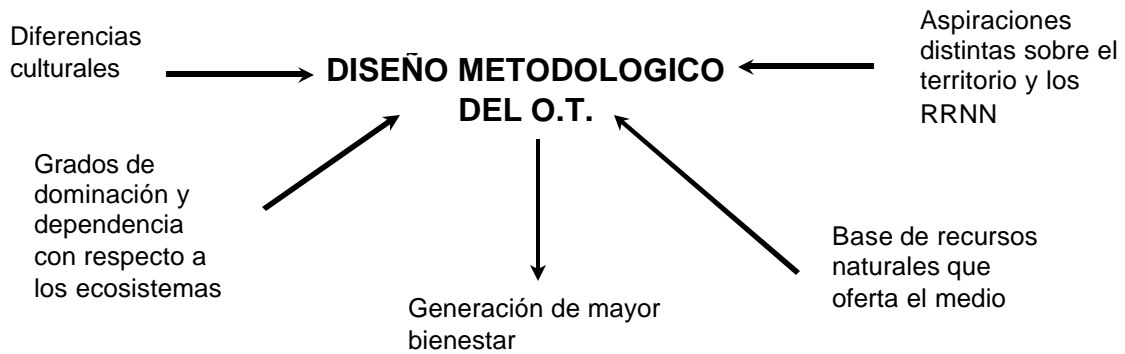 Diferencias
culturales
DISEÑO METODOLOGICO
DEL O.T.
Aspiraciones
distintas sobre el
territorio y los
RRNN
Grados de
dominación y
dependencia
con respecto a
los ecosistemas
Generación de mayor
bienestar
Base de recursos
naturales que
oferta el medio